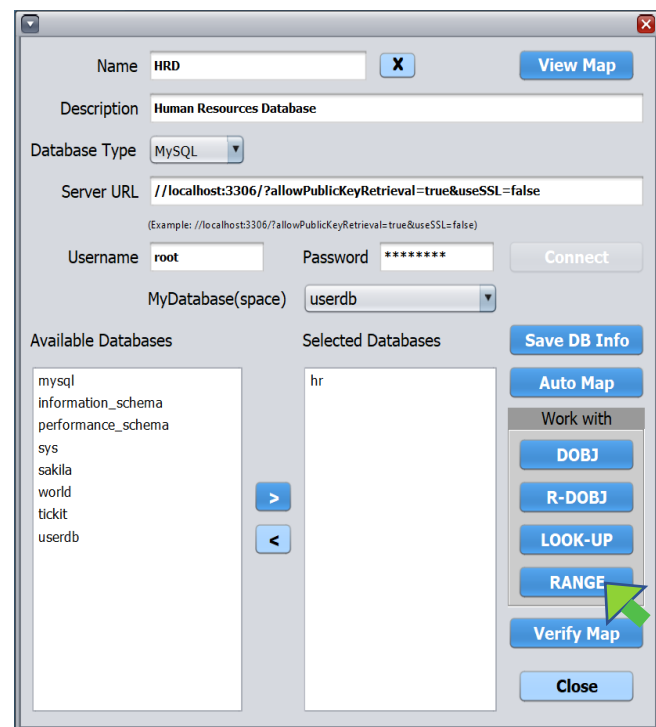 Name HRD X View Map
Description Human Resources Database
Database Type MySQL
Server URL //localhost:3306/?allowPublicKeyRetrieval=true&useSSL=false
(Example: //localhost:3306/?allowPublicKeyRetrieval=true&useSSL=false)
Username root Password ******** Connect
MyDatabase(space) userdb
Available Databases Selected Databases Save DB Info
mysql hr Auto Map
information_schema
performance_schema Work with
sys
sakila DOBJ
world > R-DOBJ
tickit
userdb < LOOK-UP
RANGE
Verify Map
Close